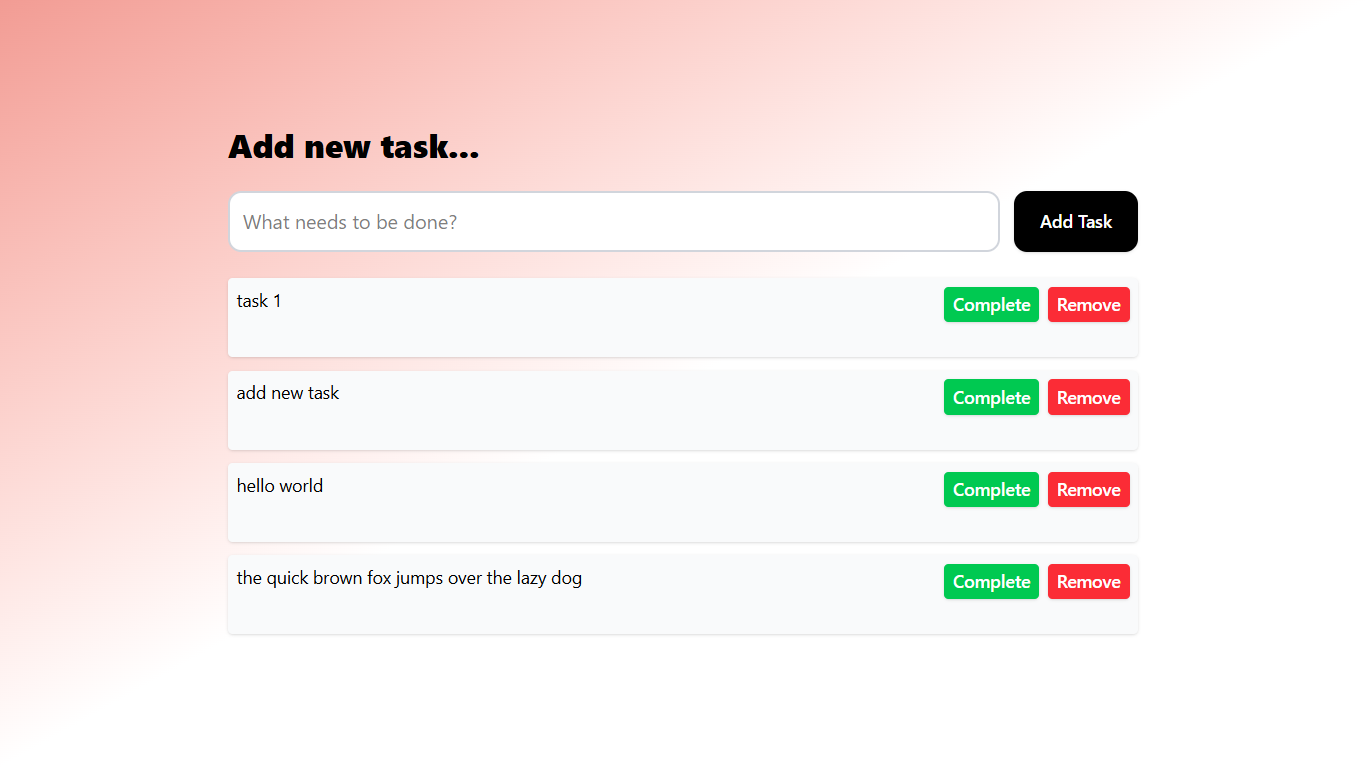 Add new task...
What needs to be done?
Add Task
task 1
Complete
Remove
add new task
Complete
Remove
hello world
Complete
Remove
the quick brown fox jumps over the lazy dog
Complete
Remove